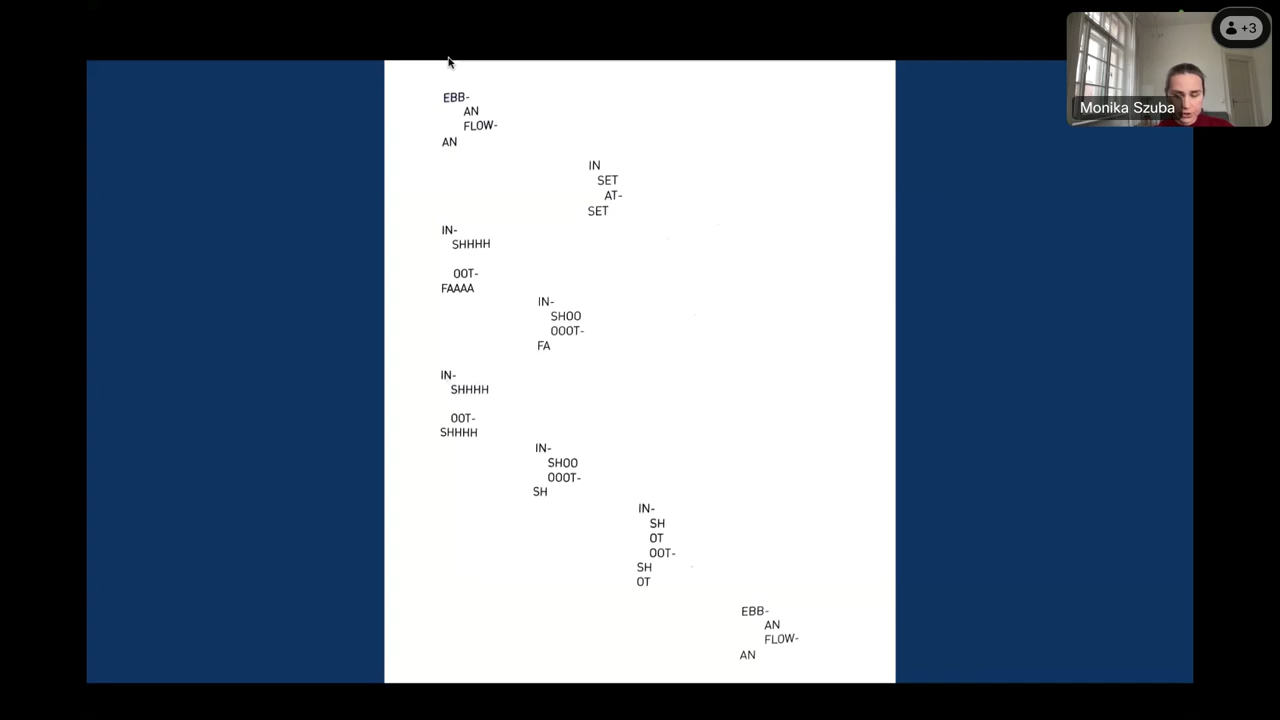 +3
Monika Szuba
EBB-
AN
FLOW-
AN
IN
SET
AT-
SET
IN-
SHHHH
OOT-
FAAAA
IN-
SHOO
OOOT-
FA
IN-
SHHHH
OOT-
SHHHH
IN-
SHOO
OOOT-
SH
IN-
SH
OT
OOT-
SH
OT
EBB-
AN
FLOW-
AN